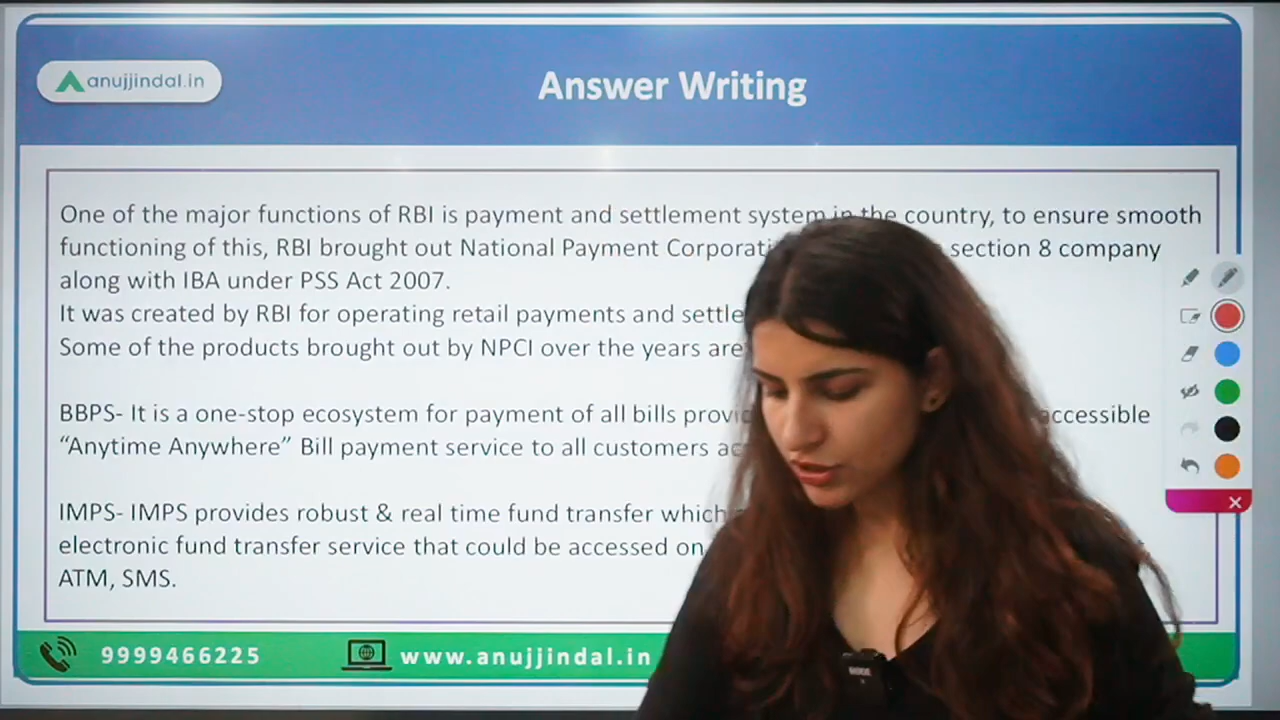 anujjindal.in
Answer Writing
One of the major functions of RBI is payment and settlement system in the country, to ensure smooth
functioning of this, RBI brought out National Payment section 8 company
along with IBA under PSS Act 2007.
It was created by RBI for operating retail payments and
Some of the products brought out by NPCI over the years are
BBPS- It is a one-stop ecosystem for payment of all bills accessible
“Anytime Anywhere” Bill payment service to all customers
IMPS- IMPS provides robust & real time fund transfer which
electronic fund transfer service that could be accessed on
ATM, SMS.
9999466225
www.anujjindal.in